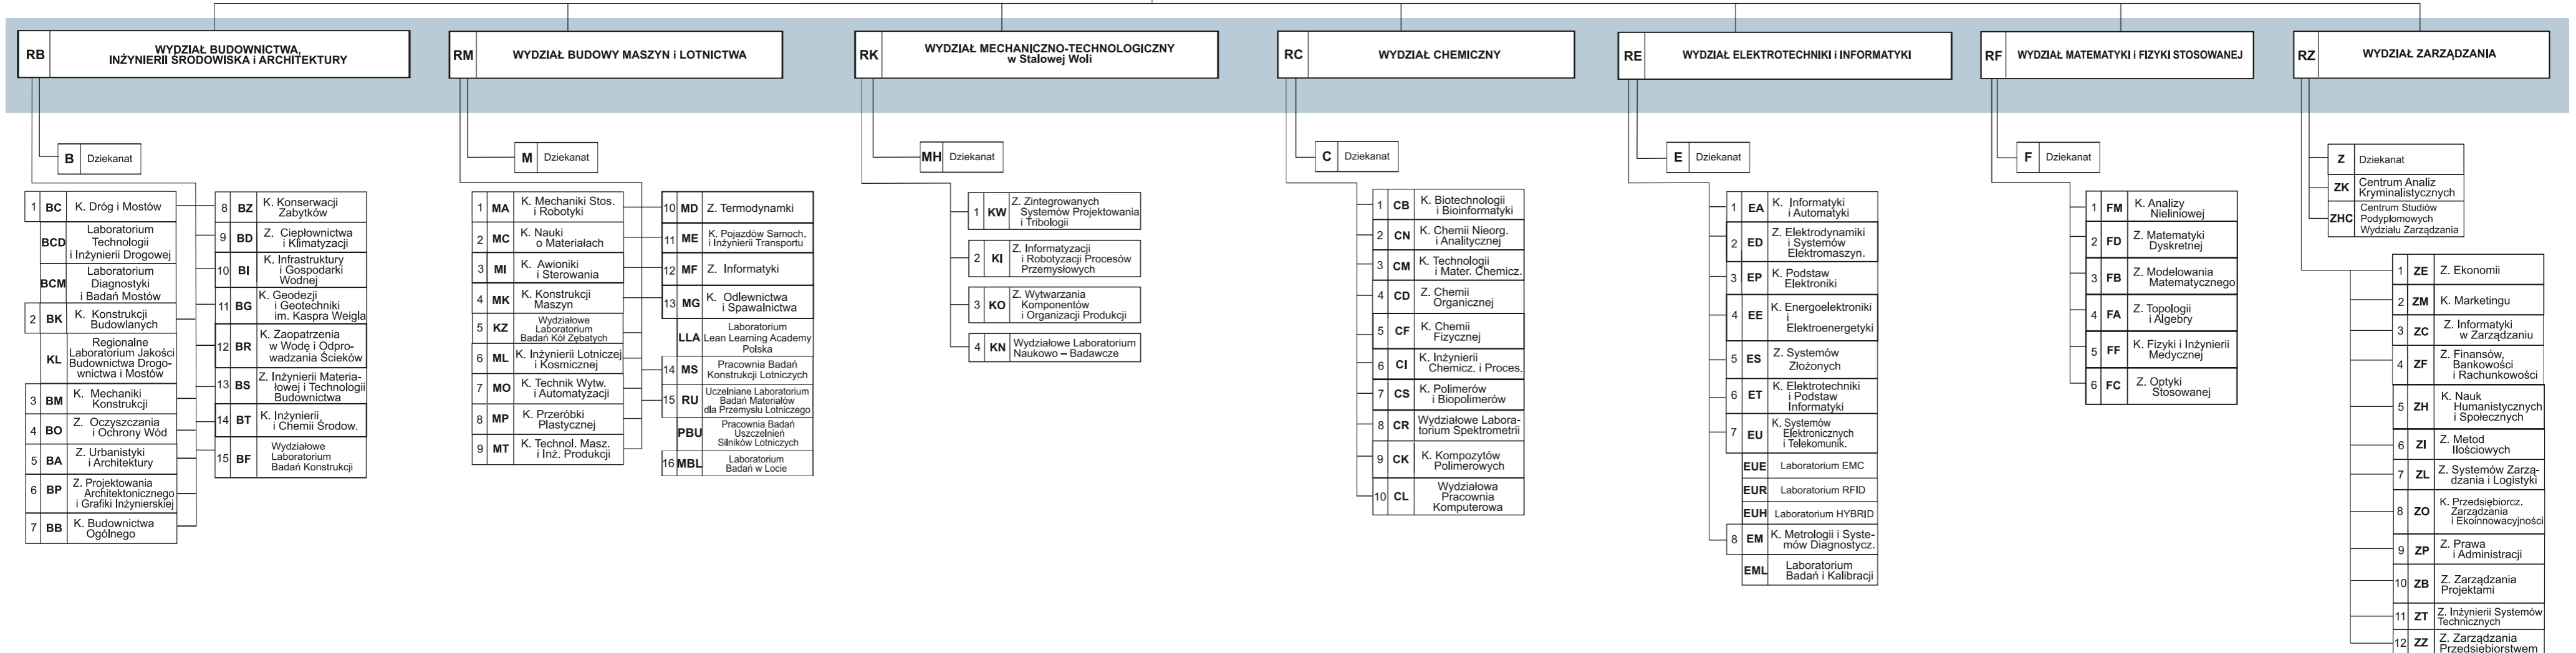 RB
WYDZIAŁ BUDOWNICTWA,
INŻYNIERII ŚRODOWISKA i ARCHITEKTURY
B Dziekanat
1 BC K. Dróg i Mostów
BCD Laboratorium
Technologii
i Inżynierii Drogowej
BCM Laboratorium
Diagnostyki
i Badań Mostów
2 BK K. Konstrukcji
Budowlanych
KL Regionalne
Laboratorium Jakości
Budownictwa Drogo-
wnictwa i Mostów
3 BM K. Mechaniki
Konstrukcji
4 BO Z. Oczyszczania
i Ochrony Wód
5 BA Z. Urbanistyki
i Architektury
6 BP Z. Projektowania
Architektonicznego
i Grafiki Inżynierskiej
7 BB K. Budownictwa
Ogólnego
8 BZ K. Konserwacji
Zabytków
9 BD Z. Ciepłownictwa
i Klimatyzacji
10 BI K. Infrastruktury
i Gospodarki
Wodnej
11 BG K. Geodezji
i Geotechniki
im. Kaspra Weigla
12 BR K. Zaopatrzenia
w Wodę i Odpro-
wadzania Ścieków
13 BS Z. Inżynierii Materia-
łowej i Technologii
Budownictwa
14 BT K. Inżynierii
i Chemii Środow.
15 BF Wydziałowe
Laboratorium
Badań Konstrukcji
RM WYDZIAŁ BUDOWY MASZYN i LOTNICTWA
M Dziekanat
1 MA K. Mechaniki Stos.
i Robotyki
2 MC K. Nauki
o Materiałach
3 MI K. Awioniki
i Sterowania
4 MK K. Konstrukcji
Maszyn
5 KZ Wydziałowe
Laboratorium
Badań Kół Zębatych
6 ML K. Inżynierii Lotniczej
i Kosmicznej
7 MO K. Technik Wytw.
i Automatyzacji
8 MP K. Przeróbki
Plastycznej
9 MT K. Technol. Masz.
i Inż. Produkcji
10 MD Z. Termodynamki
11 ME K. Pojazdów Samoch.
i Inżynierii Transportu
12 MF Z. Informatyki
13 MG K. Odlewnictwa
i Spawalnictwa
LLA Laboratorium
Lean Learning Academy
Polska
14 MS Pracownia Badań
Konstrukcji Lotniczych
15 RU Uczelniane Laboratorium
Badań Materiałów
dla Przemysłu Lotniczego
PBU Pracownia Badań
Uszczelnień
Silników Lotniczych
16 MBL Laboratorium
Badań w Locie
RK WYDZIAŁ MECHANICZNO-TECHNOLOGICZNY
w Stalowej Woli
MH Dziekanat
1 KW Z. Zintegrowanych
Systemów Projektowania
i Tribologii
2 KI Z. Informatyzacji
i Robotyzacji Procesów
Przemysłowych
3 KO Z. Wytwarzania
Komponentów
i Organizacji Produkcji
4 KN Wydziałowe Laboratorium
Naukowo – Badawcze
RC WYDZIAŁ CHEMICZNY
C Dziekanat
1 CB K. Biotechnologii
i Bioinformatyki
2 CN K. Chemii Nieorg.
i Analitycznej
3 CM K. Technologii
i Mater. Chemicz.
4 CD Z. Chemii
Organicznej
5 CF K. Chemii
Fizycznej
6 CI K. Inżynierii
Chemicz. i Proces.
7 CS K. Polimerów
i Biopolimerów
8 CR Wydziałowe Labora-
torium Spektrometrii
9 CK K. Kompozytów
Polimerowych
10 CL Wydziałowa
Pracownia
Komputerowa
RE WYDZIAŁ ELEKTROTECHNIKI i INFORMATYKI
E Dziekanat
1 EA K. Informatyki
i Automatyki
2 ED Z. Elektrodynamiki
i Systemów
Elektromaszyn.
3 EP K. Podstaw
Elektroniki
4 EE K. Energoelektroniki
i
Elektroenergetyki
5 ES Z. Systemów
Złożonych
6 ET K. Elektrotechniki
i Podstaw
Informatyki
7 EU K. Systemów
Elektronicznych
i Telekomunik.
EUE Laboratorium EMC
EUR Laboratorium RFID
EUH Laboratorium HYBRID
8 EM K. Metrologii i Syste-
mów Diagnostycz.
EML Laboratorium
Badań i Kalibracji
RF WYDZIAŁ MATEMATYKI i FIZYKI STOSOWANEJ
F Dziekanat
1 FM K. Analizy
Nieliniowej
2 FD Z. Matematyki
Dyskretnej
3 FB Z. Modelowania
Matematycznego
4 FA Z. Topologii
i Algebry
5 FF K. Fizyki i Inżynierii
Medycznej
6 FC Z. Optyki
Stosowanej
RZ WYDZIAŁ ZARZĄDZANIA
Z Dziekanat
ZK Centrum Analiz
Kryminalistycznych
ZHC Centrum Studiów
Podyplomowych
Wydziału Zarządzania
1 ZE Z. Ekonomii
2 ZM K. Marketingu
3 ZC Z. Informatyki
w Zarządzaniu
4 ZF Z. Finansów,
Bankowości
i Rachunkowości
5 ZH K. Nauk
Humanistycznych
i Społecznych
6 ZI Z. Metod
Ilościowych
7 ZL Z. Systemów Zarzą-
dzania i Logistyki
8 ZO K. Przedsiębiorcz.
Zarządzania
i Ekoinnowacyjności
9 ZP Z. Prawa
i Administracji
10 ZB Z. Zarządzania
Projektami
11 ZT Z. Inżynierii Systemów
Technicznych
12 ZZ Z. Zarządzania
Przedsiębiorstwem